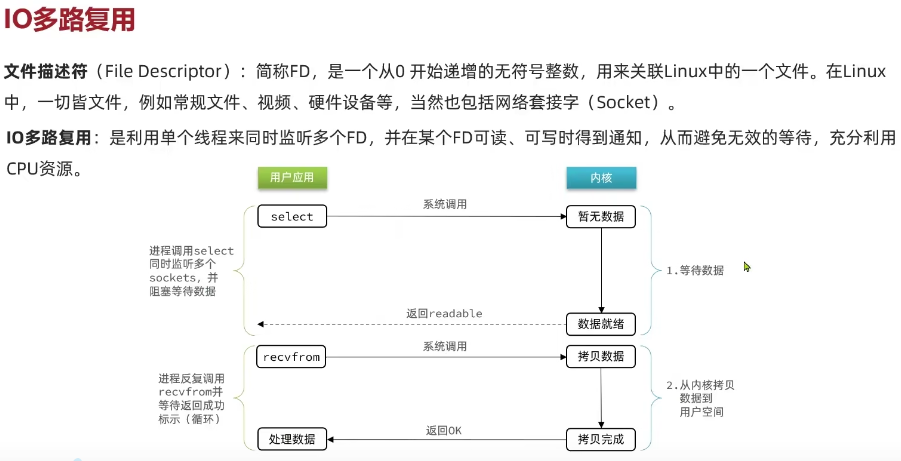 IO多路复用
文件描述符（File Descriptor）：简称FD，是一个从0 开始递增的无符号整数，用来关联Linux中的一个文件。在Linux
中，一切皆文件，例如常规文件、视频、硬件设备等，当然也包括网络套接字（Socket）。
IO多路复用：是利用单个线程来同时监听多个FD，并在某个FD可读、可写时得到通知，从而避免无效的等待，充分利用
CPU资源。
用户应用
内核
select
系统调用
暂无数据
进程调用select
同时监听多个
sockets，并
阻塞等待数据
1.等待数据
返回readable
数据就绪
recvfrom
系统调用
拷贝数据
进程反复调用
recvfrom并
等待返回成功
标示（循环）
2.从内核拷贝
数据到
用户空间
处理数据
返回OK
拷贝完成